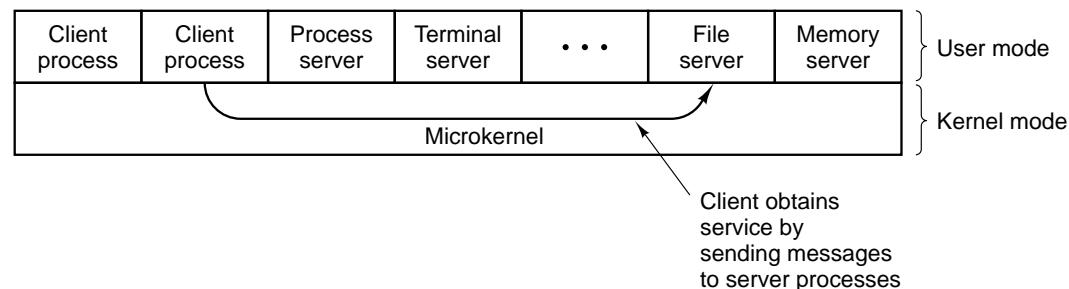 Client process
Client process
Process server
Terminal server
• • •
File server
Memory server
User mode
Microkernel
Kernel mode
Client obtains
service by
sending messages
to server processes